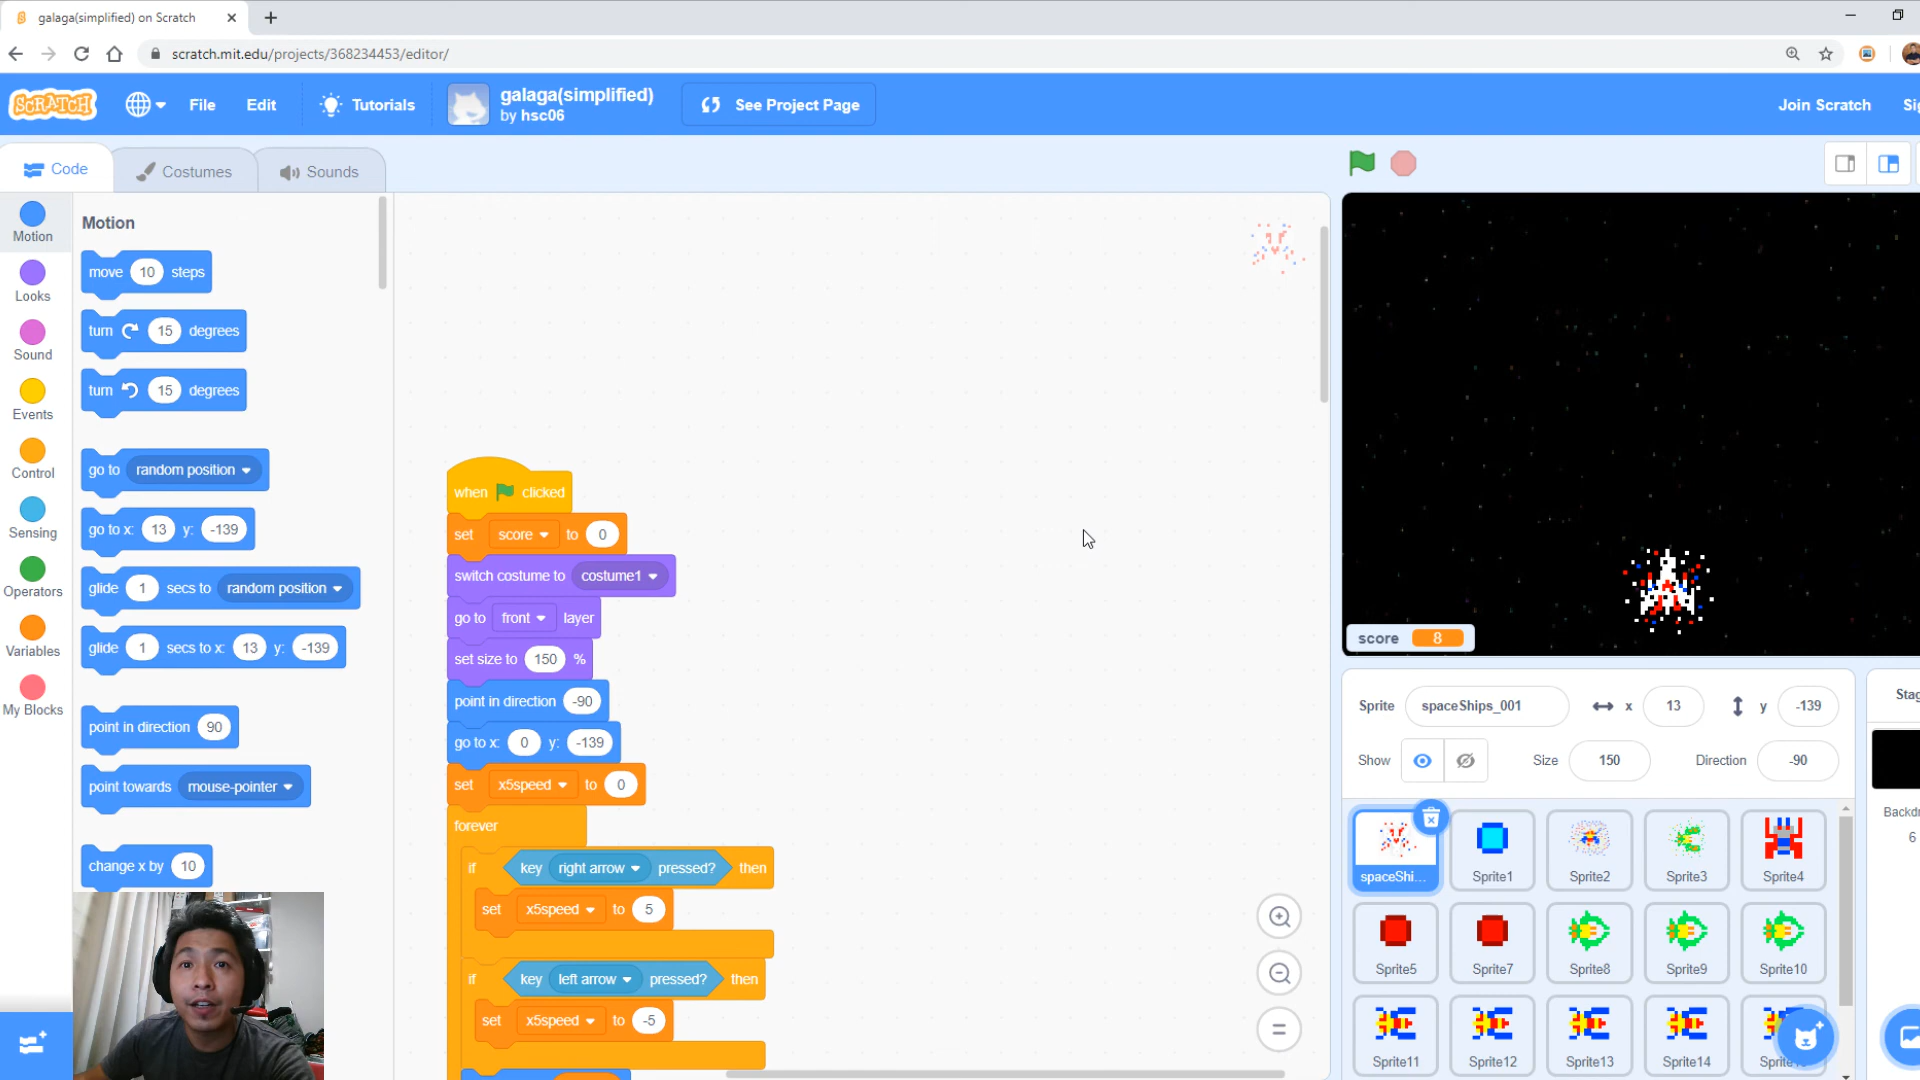 galaga(simplified) on Scratch
scratch.mit.edu/projects/368234453/editor/
SCRATCH File Edit Tutorials galaga(simplified) See Project Page Join Scratch Si
by hsc06
Code Costumes Sounds
Motion
Looks
Sound
Events
Control
Sensing
Operators
Variables
My Blocks
Motion
move 10 steps
turn 15 degrees
turn 15 degrees
go to random position
go to x: 13 y: -139
glide 1 secs to random position
glide 1 secs to x: 13 y: -139
point in direction 90
point towards mouse-pointer
change x by 10
when clicked
set score to 0
switch costume to costume1
go to front layer
set size to 150 %
point in direction -90
go to x: 0 y: -139
set x5speed to 0
forever
if key right arrow pressed? then
set x5speed to 5
if key left arrow pressed? then
set x5speed to -5
score 8
Sprite spaceShips_001 x 13 y -139
Show Size 150 Direction -90
spaceShi... Sprite1 Sprite2 Sprite3 Sprite4
Sprite5 Sprite7 Sprite8 Sprite9 Sprite10
Sprite11 Sprite12 Sprite13 Sprite14 Sprite
Stag
Backdr
6